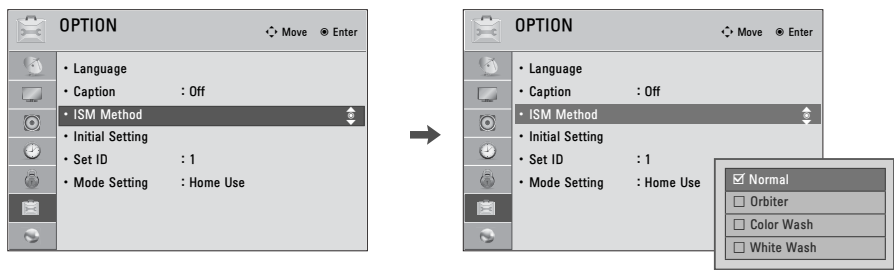 OPTION
Move Enter
• Language
• Caption : Off
• ISM Method
• Initial Setting
• Set ID : 1
• Mode Setting : Home Use
OPTION
Move Enter
• Language
• Caption : Off
• ISM Method
• Initial Setting
• Set ID : 1
• Mode Setting : Home Use
☑ Normal
☐ Orbiter
☐ Color Wash
☐ White Wash